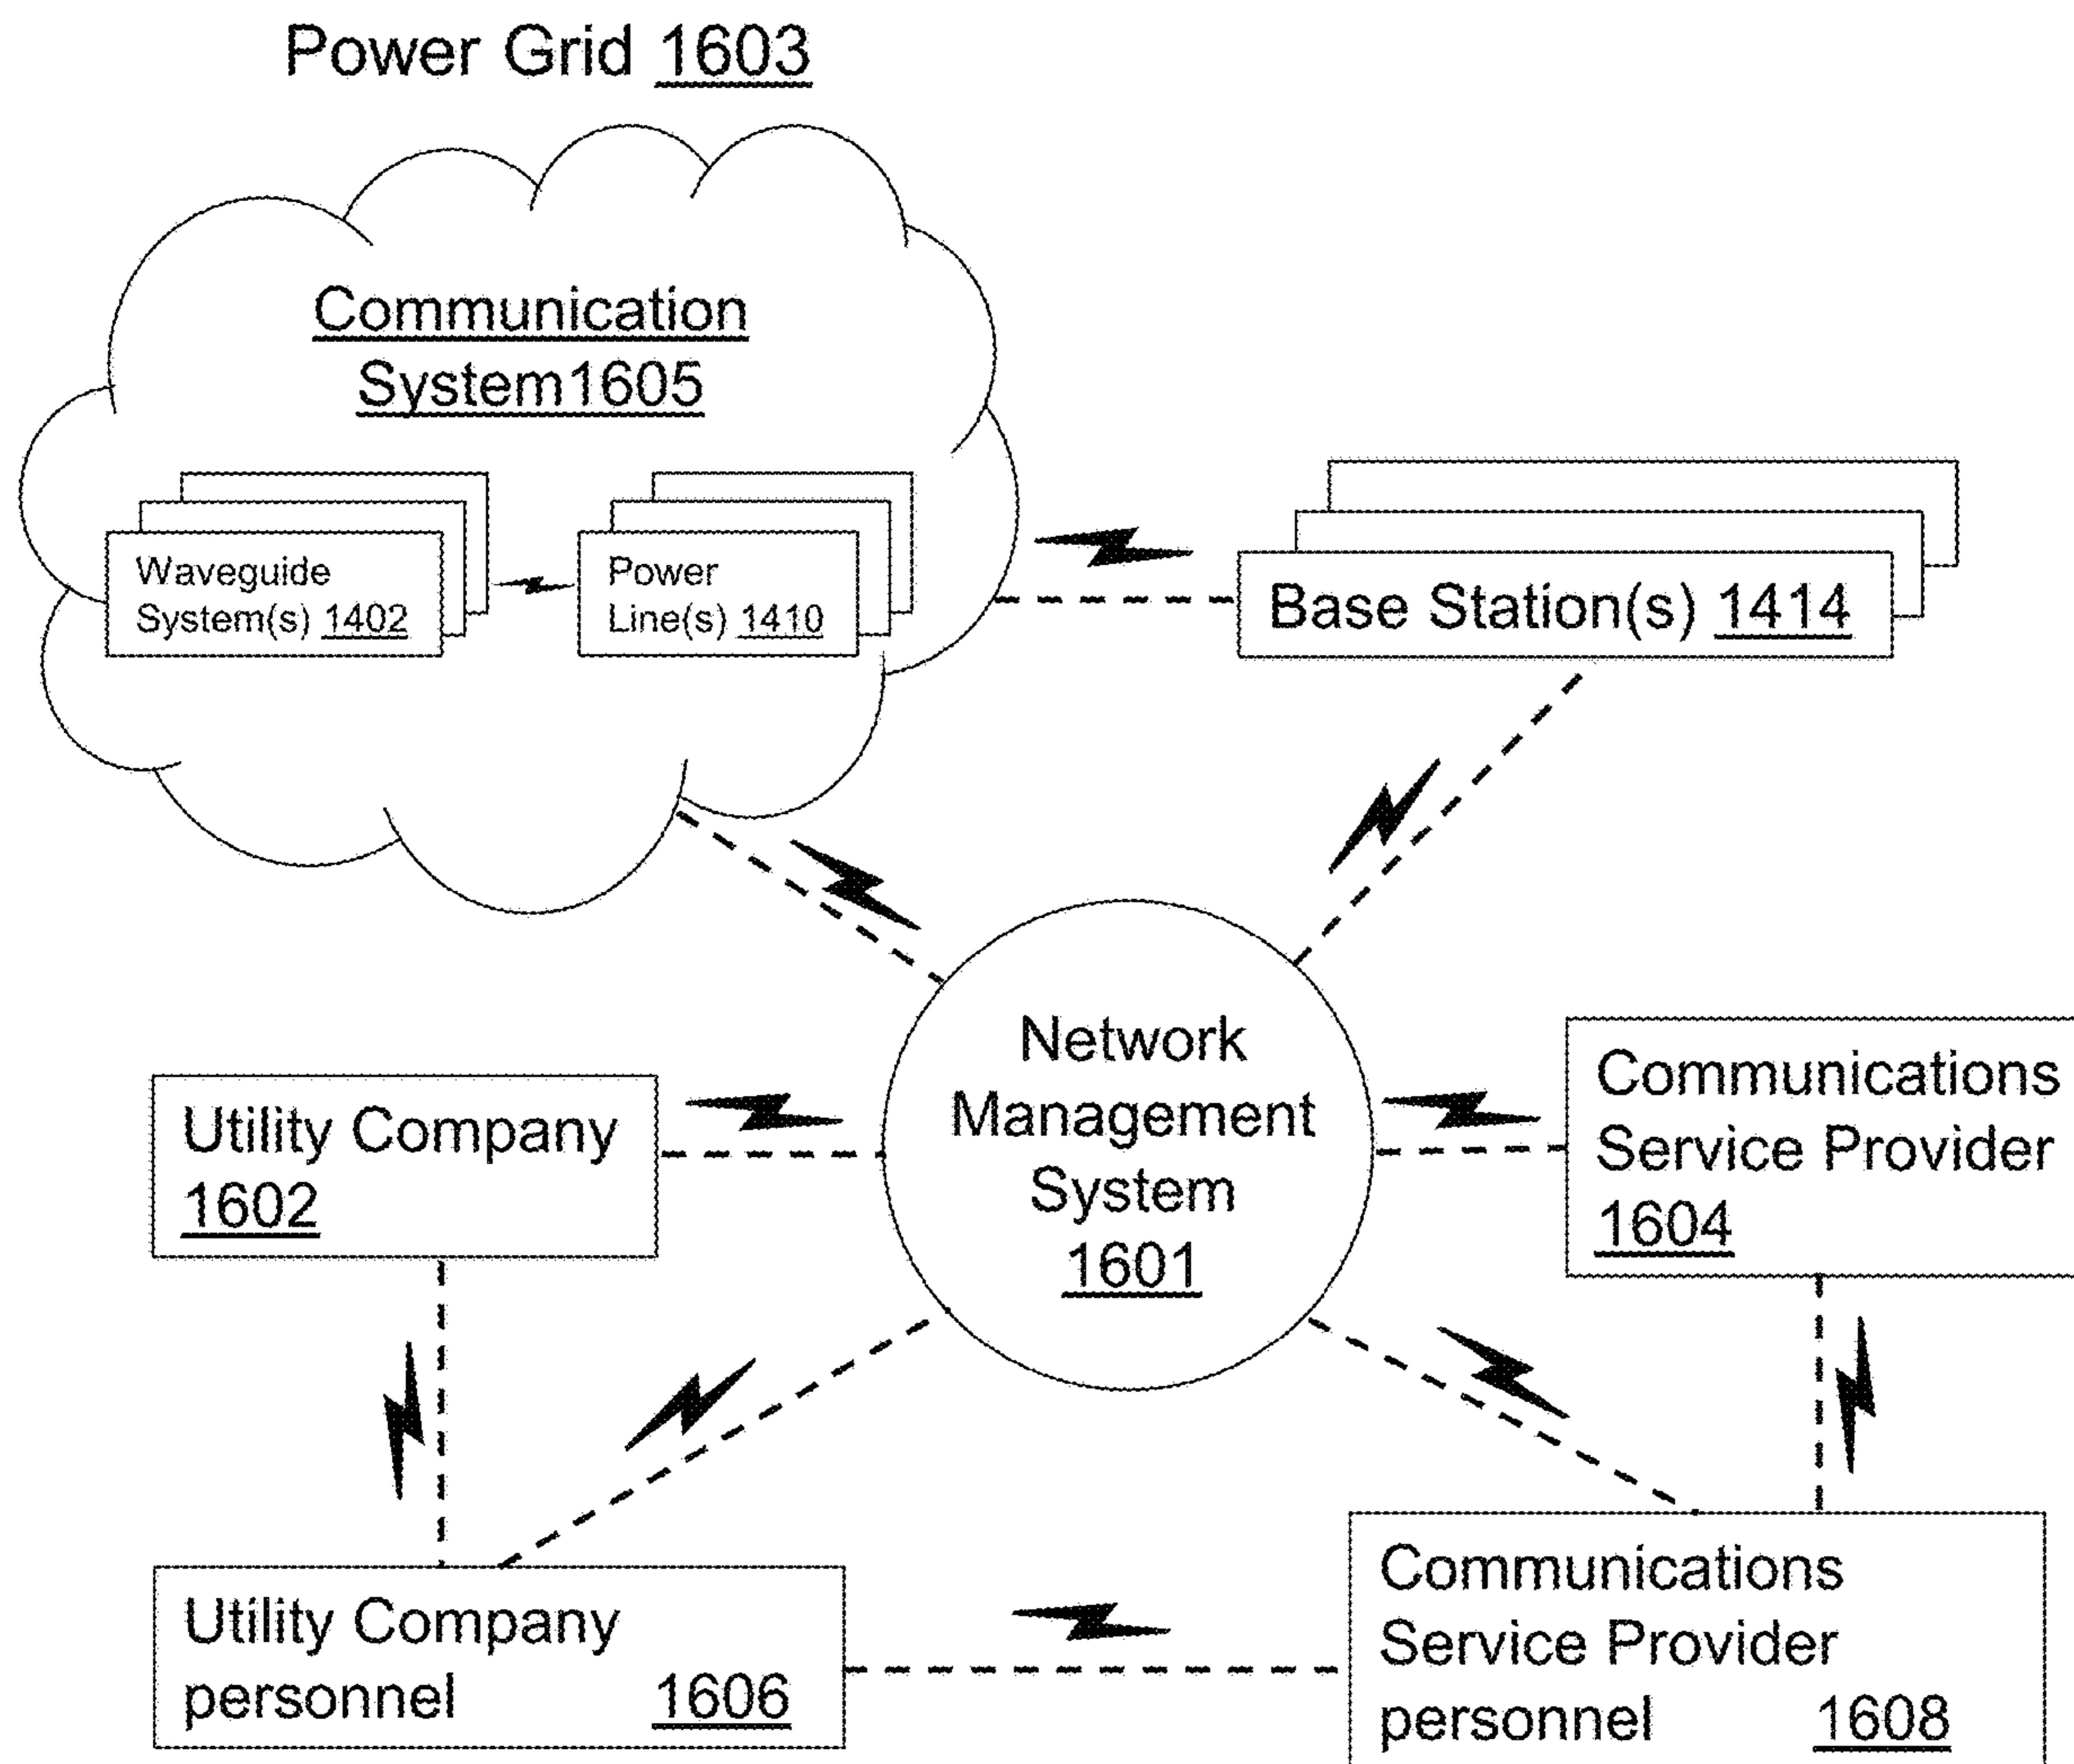 Power Grid 1603
Communication
System1605
Waveguide
System(s) 1402
Power
Line(s) 1410
Base Station(s) 1414
Network
Management
System
1601
Utility Company
1602
Communications
Service Provider
1604
Utility Company
personnel 1606
Communications
Service Provider
personnel 1608